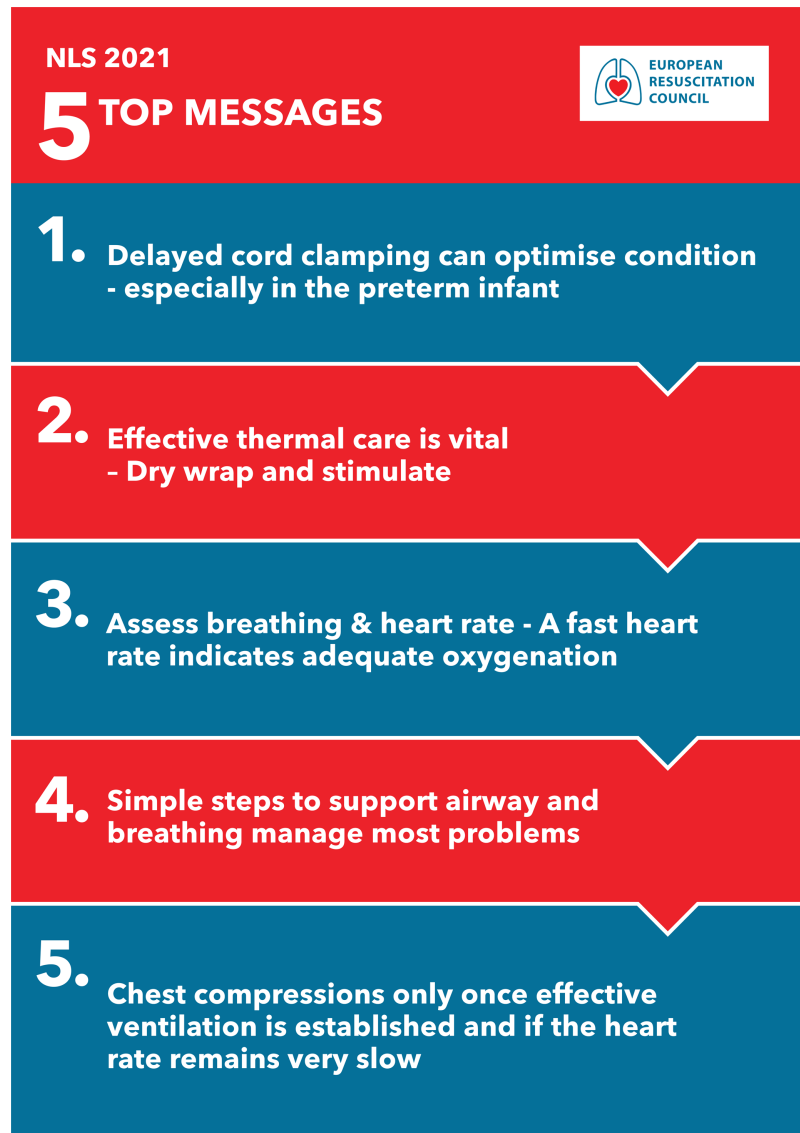 NLS 2021
5 TOP MESSAGES
EUROPEAN
RESUSCITATION
COUNCIL
1.
Delayed cord clamping can optimise condition
- especially in the preterm infant
2.
Effective thermal care is vital
– Dry wrap and stimulate
3.
Assess breathing & heart rate - A fast heart
rate indicates adequate oxygenation
4.
Simple steps to support airway and
breathing manage most problems
5.
Chest compressions only once effective
ventilation is established and if the heart
rate remains very slow